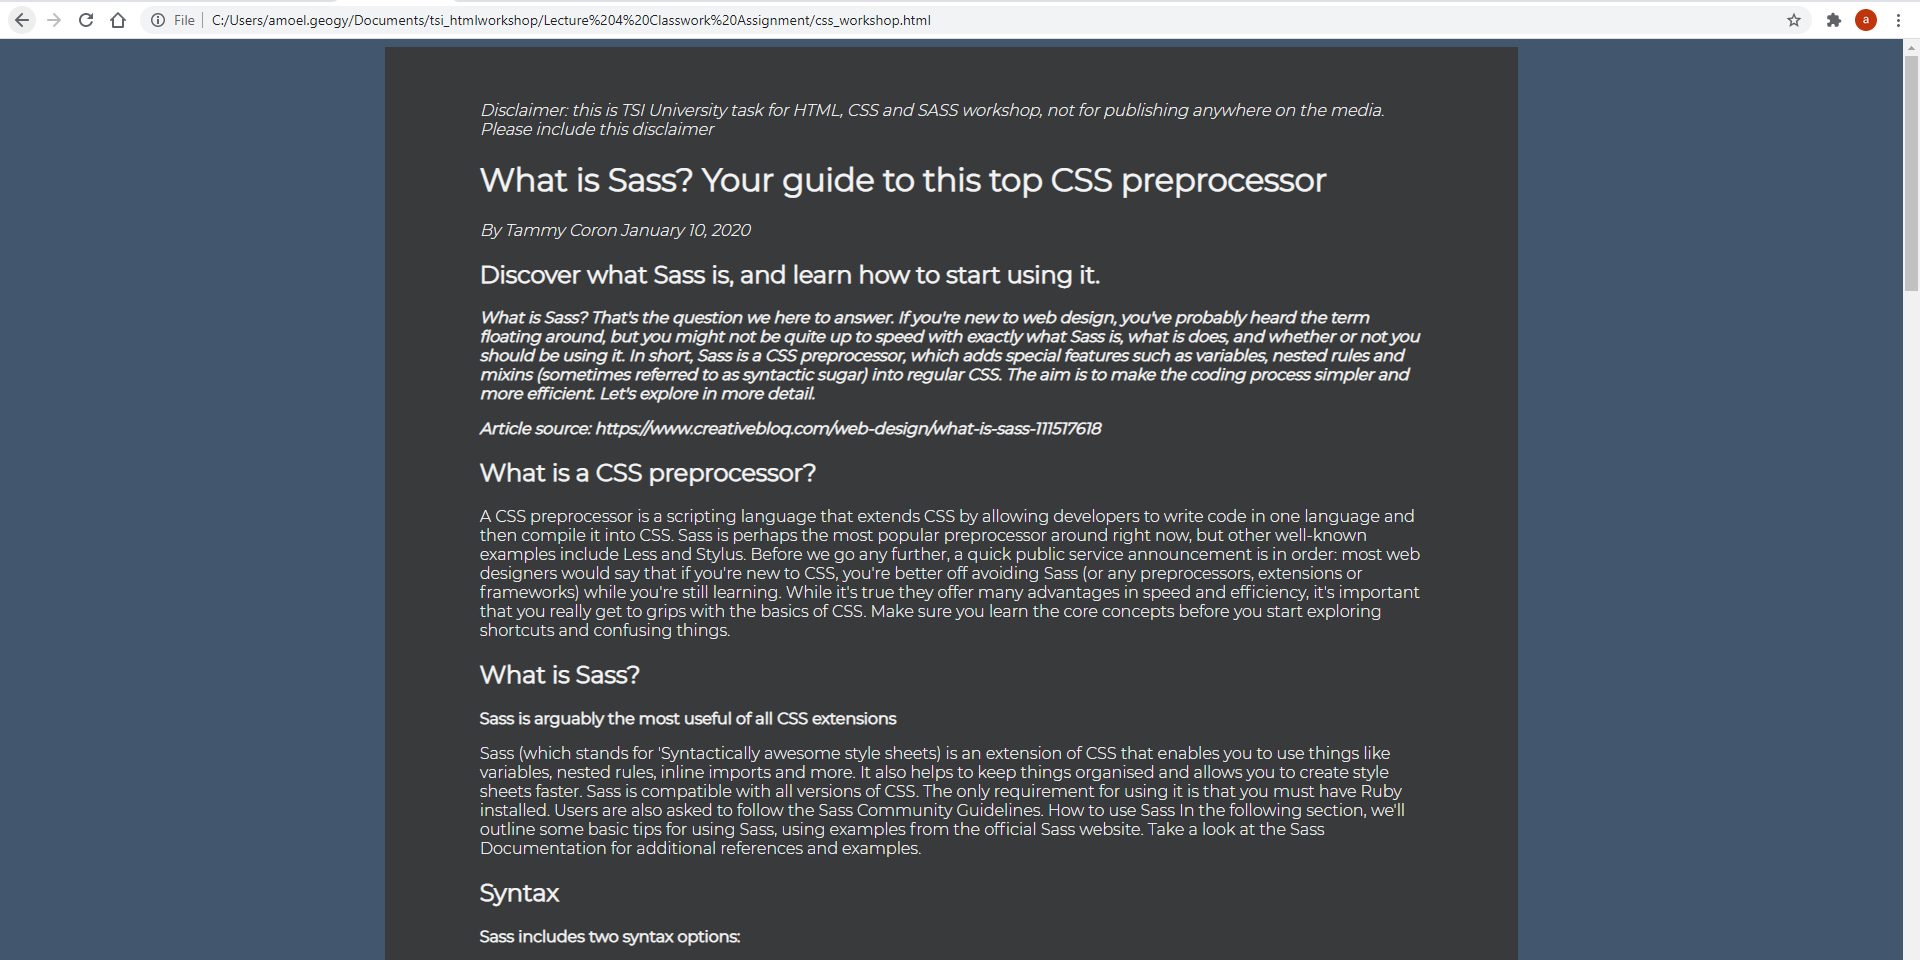 File
C:/Users/amoel.geogy/Documents/tsi_htmlworkshop/Lecture%204%20Classwork%20Assignment/css_workshop.html
a
Disclaimer: this is TSI University task for HTML, CSS and SASS workshop, not for publishing anywhere on the media.
Please include this disclaimer
What is Sass? Your guide to this top CSS preprocessor
By Tammy Coron January 10, 2020
Discover what Sass is, and learn how to start using it.
What is Sass? That's the question we here to answer. If you're new to web design, you've probably heard the term
floating around, but you might not be quite up to speed with exactly what Sass is, what is does, and whether or not you
should be using it. In short, Sass is a CSS preprocessor, which adds special features such as variables, nested rules and
mixins (sometimes referred to as syntactic sugar) into regular CSS. The aim is to make the coding process simpler and
more efficient. Let's explore in more detail.
Article source: https://www.creativebloq.com/web-design/what-is-sass-111517618
What is a CSS preprocessor?
A CSS preprocessor is a scripting language that extends CSS by allowing developers to write code in one language and
then compile it into CSS. Sass is perhaps the most popular preprocessor around right now, but other well-known
examples include Less and Stylus. Before we go any further, a quick public service announcement is in order: most web
designers would say that if you're new to CSS, you're better off avoiding Sass (or any preprocessors, extensions or
frameworks) while you're still learning. While it's true they offer many advantages in speed and efficiency, it's important
that you really get to grips with the basics of CSS. Make sure you learn the core concepts before you start exploring
shortcuts and confusing things.
What is Sass?
Sass is arguably the most useful of all CSS extensions
Sass (which stands for 'Syntactically awesome style sheets) is an extension of CSS that enables you to use things like
variables, nested rules, inline imports and more. It also helps to keep things organised and allows you to create style
sheets faster. Sass is compatible with all versions of CSS. The only requirement for using it is that you must have Ruby
installed. Users are also asked to follow the Sass Community Guidelines. How to use Sass In the following section, we'll
outline some basic tips for using Sass, using examples from the official Sass website. Take a look at the Sass
Documentation for additional references and examples.
Syntax
Sass includes two syntax options: